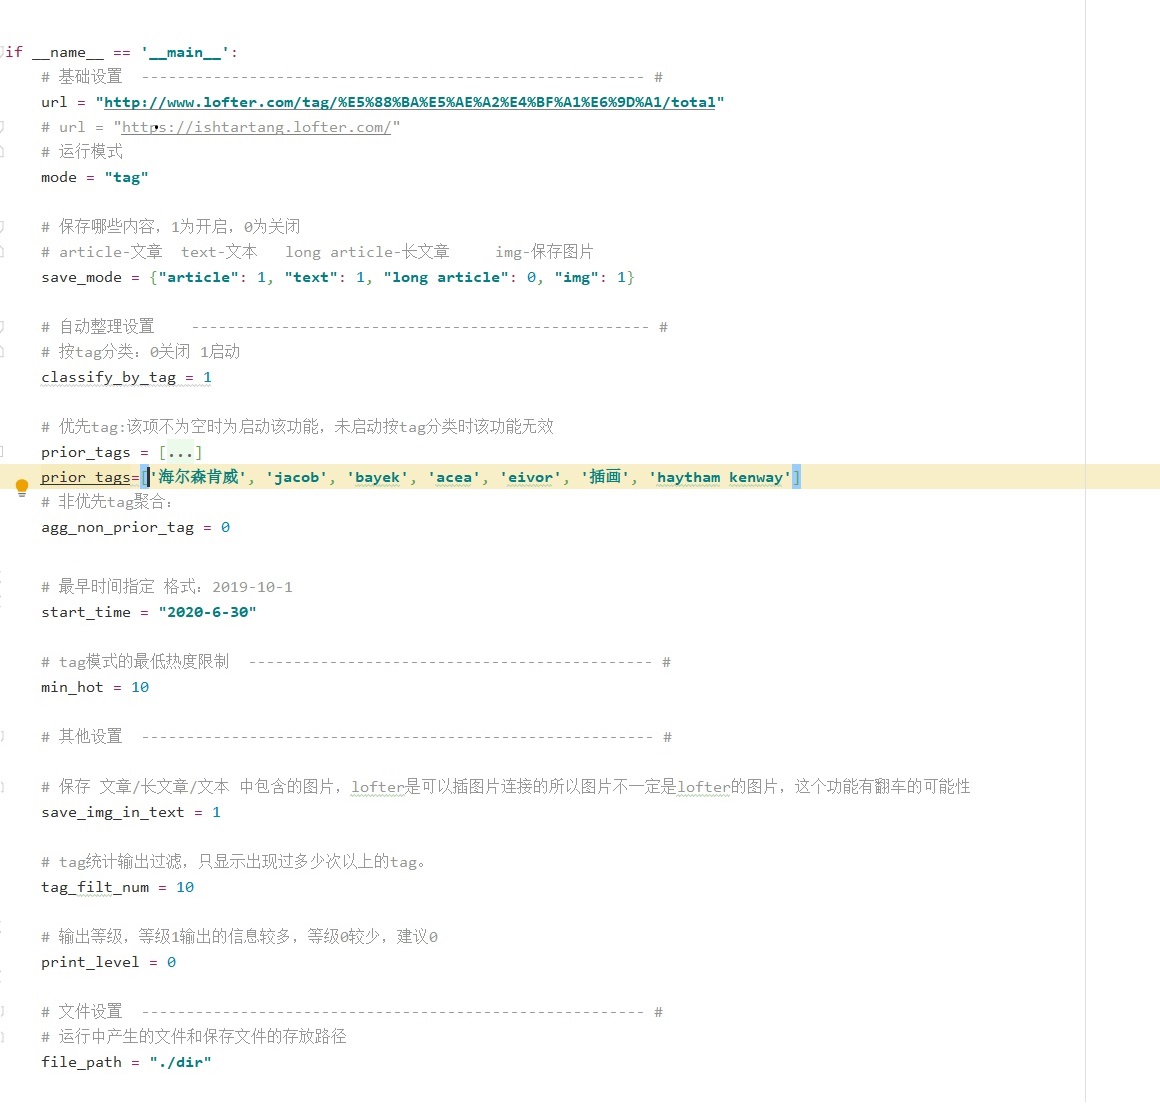 if __name__ == '__main__':
# 基础设置 -------------------------------------------------------- #
url = "http://www.lofter.com/tag/%E5%88%BA%E5%AE%A2%E4%BF%A1%E6%9D%A1/total"
# url = "https://ishtartang.lofter.com/"
# 运行模式
mode = "tag"
# 保存哪些内容，1为开启，0为关闭
# article-文章  text-文本   long article-长文章     img-保存图片
save_mode = {"article": 1, "text": 1, "long article": 0, "img": 1}
# 自动整理设置    --------------------------------------------------- #
# 按tag分类：0关闭 1启动
classify_by_tag = 1
# 优先tag:该项不为空时为启动该功能，未启动按tag分类时该功能无效
prior_tags = [...]
prior_tags=['海尔森肯威', 'jacob', 'bayek', 'acea', 'eivor', '插画', 'haytham kenway']
# 非优先tag聚合：
agg_non_prior_tag = 0
# 最早时间指定 格式：2019-10-1
start_time = "2020-6-30"
# tag模式的最低热度限制  --------------------------------------------- #
min_hot = 10
# 其他设置  --------------------------------------------------------- #
# 保存 文章/长文章/文本 中包含的图片，lofter是可以插图片连接的所以图片不一定是lofter的图片，这个功能有翻车的可能性
save_img_in_text = 1
# tag统计输出过滤，只显示出现过多少次以上的tag。
tag_filt_num = 10
# 输出等级，等级1输出的信息较多，等级0较少，建议0
print_level = 0
# 文件设置  -------------------------------------------------------- #
# 运行中产生的文件和保存文件的存放路径
file_path = "./dir"